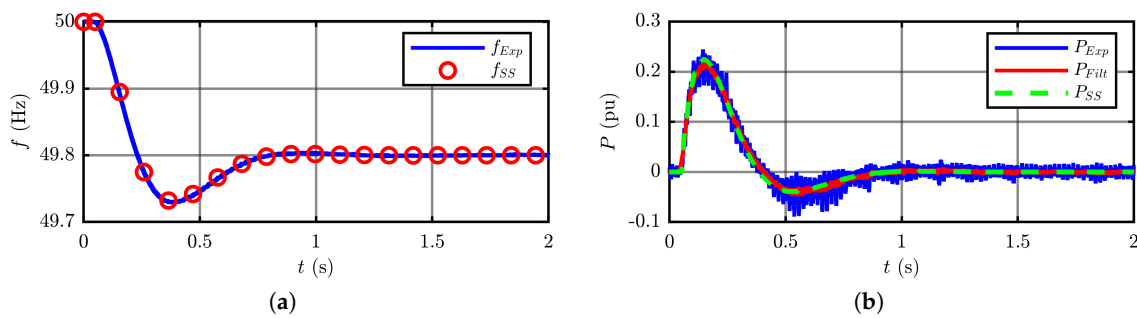 50
49.9
49.8
49.7
f (Hz)
f_Exp
f_SS
0
0.5
1
1.5
2
t (s)
(a)
0.3
0.2
0.1
0
-0.1
P (pu)
P_Exp
P_Filt
P_SS
0
0.5
1
1.5
2
t (s)
(b)